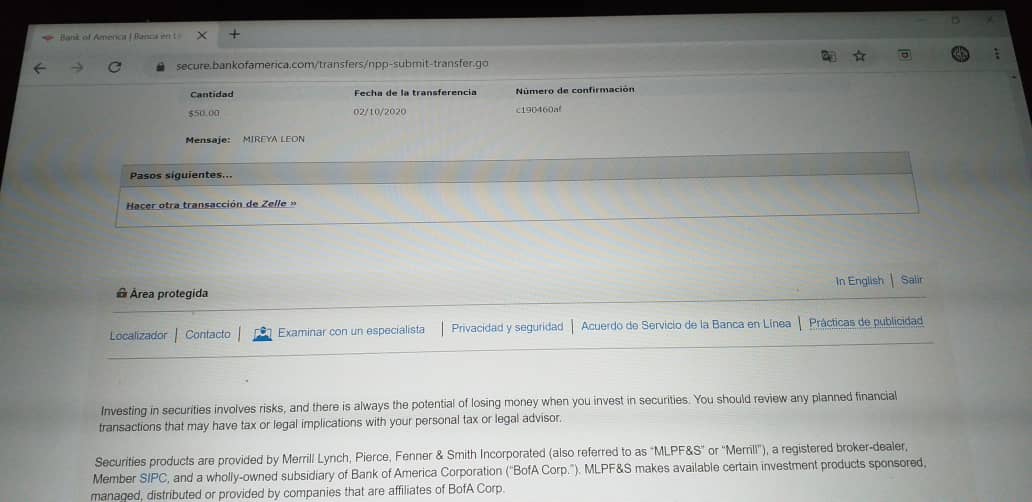 Bank of America | Banca en Lí
secure.bankofamerica.com/transfers/npp-submit-transfer.go
Cantidad Fecha de la transferencia Número de confirmación
$50.00 02/10/2020 c190460af
Mensaje: MIREYA LEON
Pasos siguientes...
Hacer otra transacción de Zelle »
In English | Salir
Área protegida
Localizador | Contacto | Examinar con un especialista | Privacidad y seguridad | Acuerdo de Servicio de la Banca en Línea | Prácticas de publicidad
Investing in securities involves risks, and there is always the potential of losing money when you invest in securities. You should review any planned financial
transactions that may have tax or legal implications with your personal tax or legal advisor.
Securities products are provided by Merrill Lynch, Pierce, Fenner & Smith Incorporated (also referred to as “MLPF&S” or “Merrill”), a registered broker-dealer,
Member SIPC, and a wholly-owned subsidiary of Bank of America Corporation (“BofA Corp.”). MLPF&S makes available certain investment products sponsored,
managed, distributed or provided by companies that are affiliates of BofA Corp.